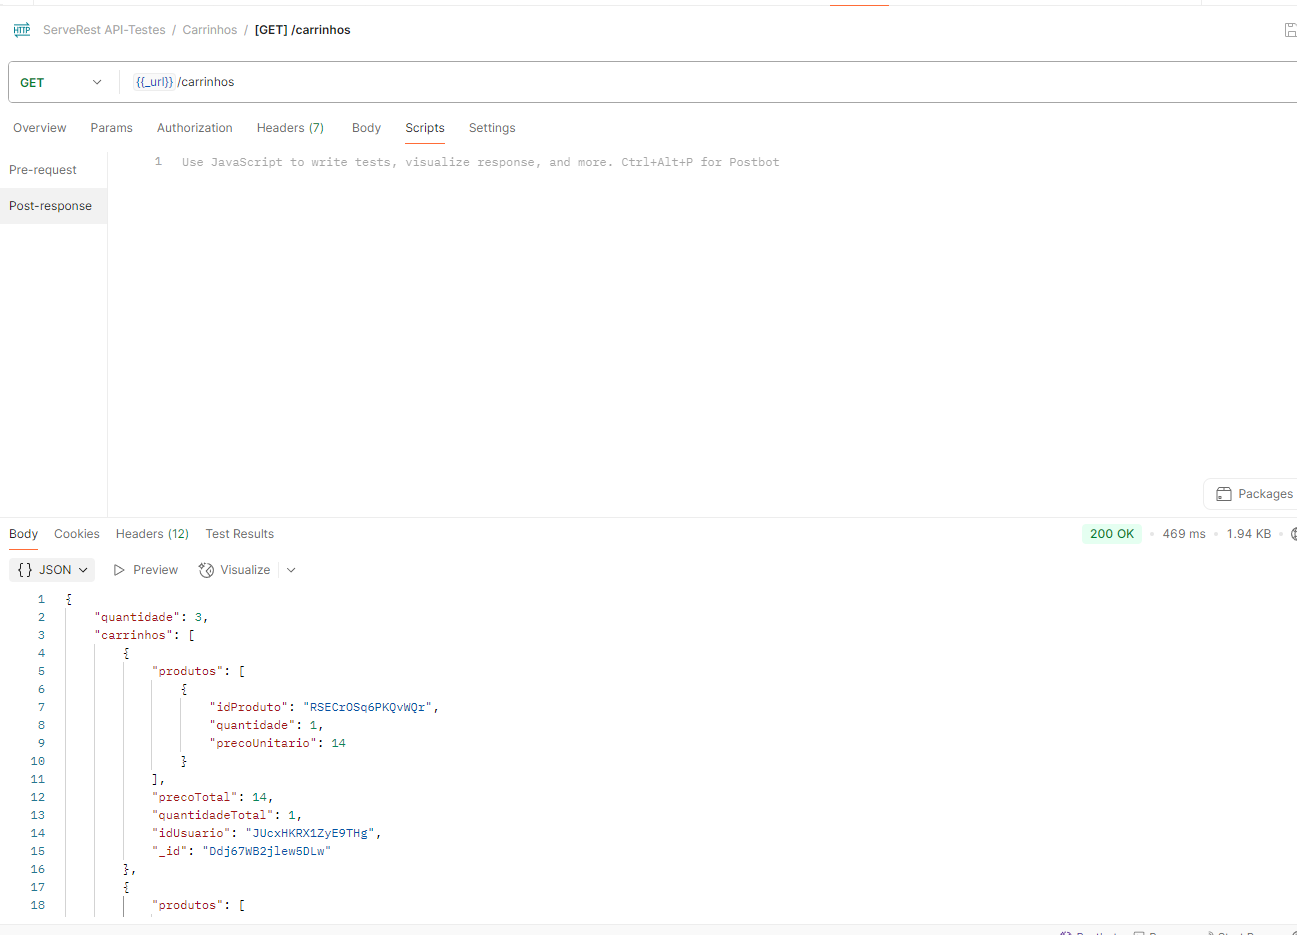 HTTP ServeRest API-Testes / Carrinhos / [GET] /carrinhos
GET {{_url}} /carrinhos
Overview Params Authorization Headers (7) Body Scripts Settings
Pre-request
Post-response
1 Use JavaScript to write tests, visualize response, and more. Ctrl+Alt+P for Postbot
Packages
Body Cookies Headers (12) Test Results 200 OK • 469 ms • 1.94 KB •
{} JSON Preview Visualize
1 {
2 "quantidade": 3,
3 "carrinhos": [
4 {
5 "produtos": [
6 {
7 "idProduto": "RSECrOSq6PKQvWQr",
8 "quantidade": 1,
9 "precoUnitario": 14
10 }
11 ],
12 "precoTotal": 14,
13 "quantidadeTotal": 1,
14 "idUsuario": "JUcxHKRX1ZyE9THg",
15 "_id": "Ddj67WB2jlew5DLw"
16 },
17 {
18 "produtos": [